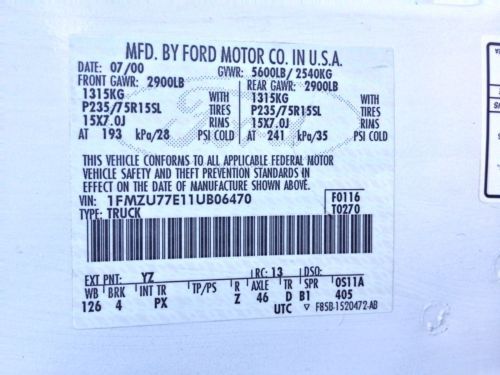 MFD. BY FORD MOTOR CO. IN U.S.A.
DATE: 07/00 GVWR: 5600LB/ 2540KG
FRONT GAWR: 2900LB REAR GAWR: 2900LB
1315KG WITH 1315KG WITH
P235/75R15SL TIRES P235/75R15SL TIRES
15X7.0J RIMS 15X7.0J RIMS
AT 193 kPa/28 PSI COLD AT 241 kPa/35 PSI COLD
THIS VEHICLE CONFORMS TO ALL APPLICABLE FEDERAL MOTOR
VEHICLE SAFETY AND THEFT PREVENTION STANDARDS IN
EFFECT ON THE DATE OF MANUFACTURE SHOWN ABOVE.
VIN: 1FMZU77E11UB06470 F0116
TYPE: TRUCK T0270
EXT PNT: YZ RC: 13 DSO:
WB BRK INT TR TP/PS R AXLE TR SPR OS11A
126 4 PX Z 46 D B1 405
UTC ▽ F85B-1520472-AB